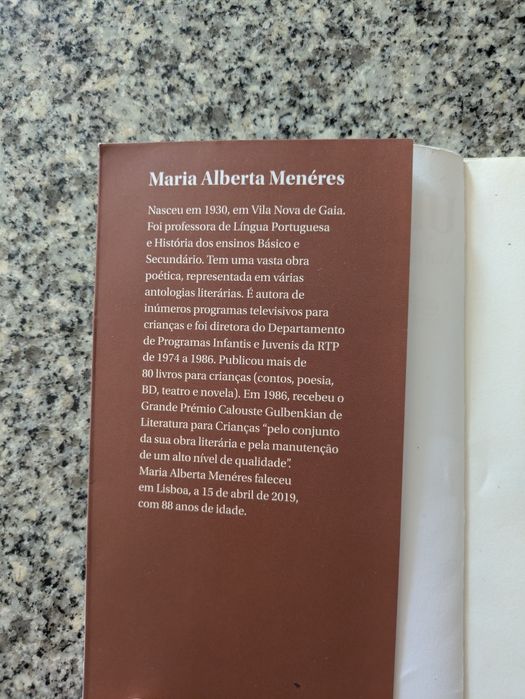 Maria Alberta Menéres
Nasceu em 1930, em Vila Nova de Gaia.
Foi professora de Língua Portuguesa
e História dos ensinos Básico e
Secundário. Tem uma vasta obra
poética, representada em várias
antologias literárias. É autora de
inúmeros programas televisivos para
crianças e foi diretora do Departamento
de Programas Infantis e Juvenis da RTP
de 1974 a 1986. Publicou mais de
80 livros para crianças (contos, poesia,
BD, teatro e novela). Em 1986, recebeu o
Grande Prémio Calouste Gulbenkian de
Literatura para Crianças “pelo conjunto
da sua obra literária e pela manutenção
de um alto nível de qualidade”.
Maria Alberta Menéres faleceu
em Lisboa, a 15 de abril de 2019,
com 88 anos de idade.